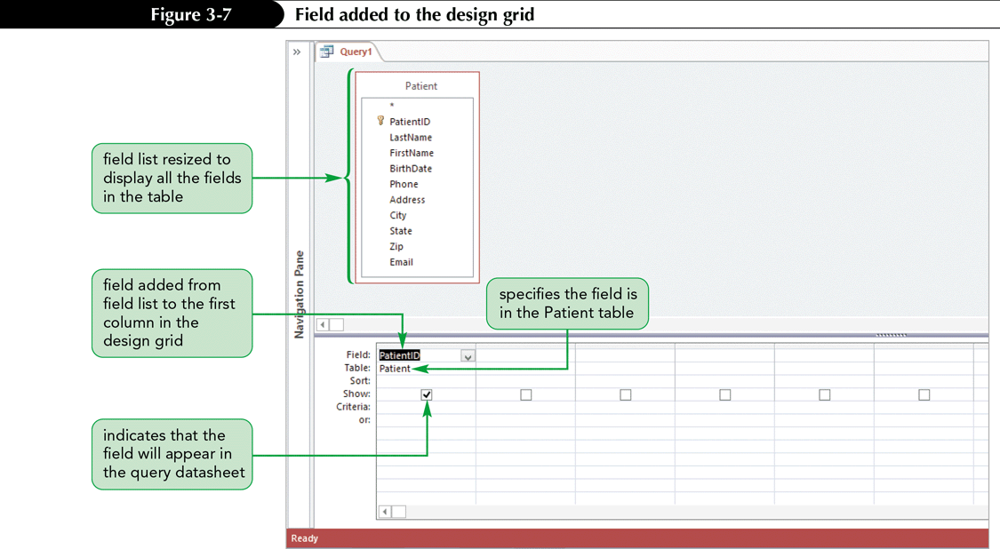 Figure 3-7 Field added to the design grid
»
Query1
Patient
*
PatientID
LastName
FirstName
BirthDate
Phone
Address
City
State
Zip
Email
field list resized to
display all the fields
in the table
Navigation Pane
field added from
field list to the first
column in the
design grid
specifies the field is
in the Patient table
Field: PatientID
Table: Patient
Sort:
Show:
Criteria:
or:
indicates that the
field will appear in
the query datasheet
Ready